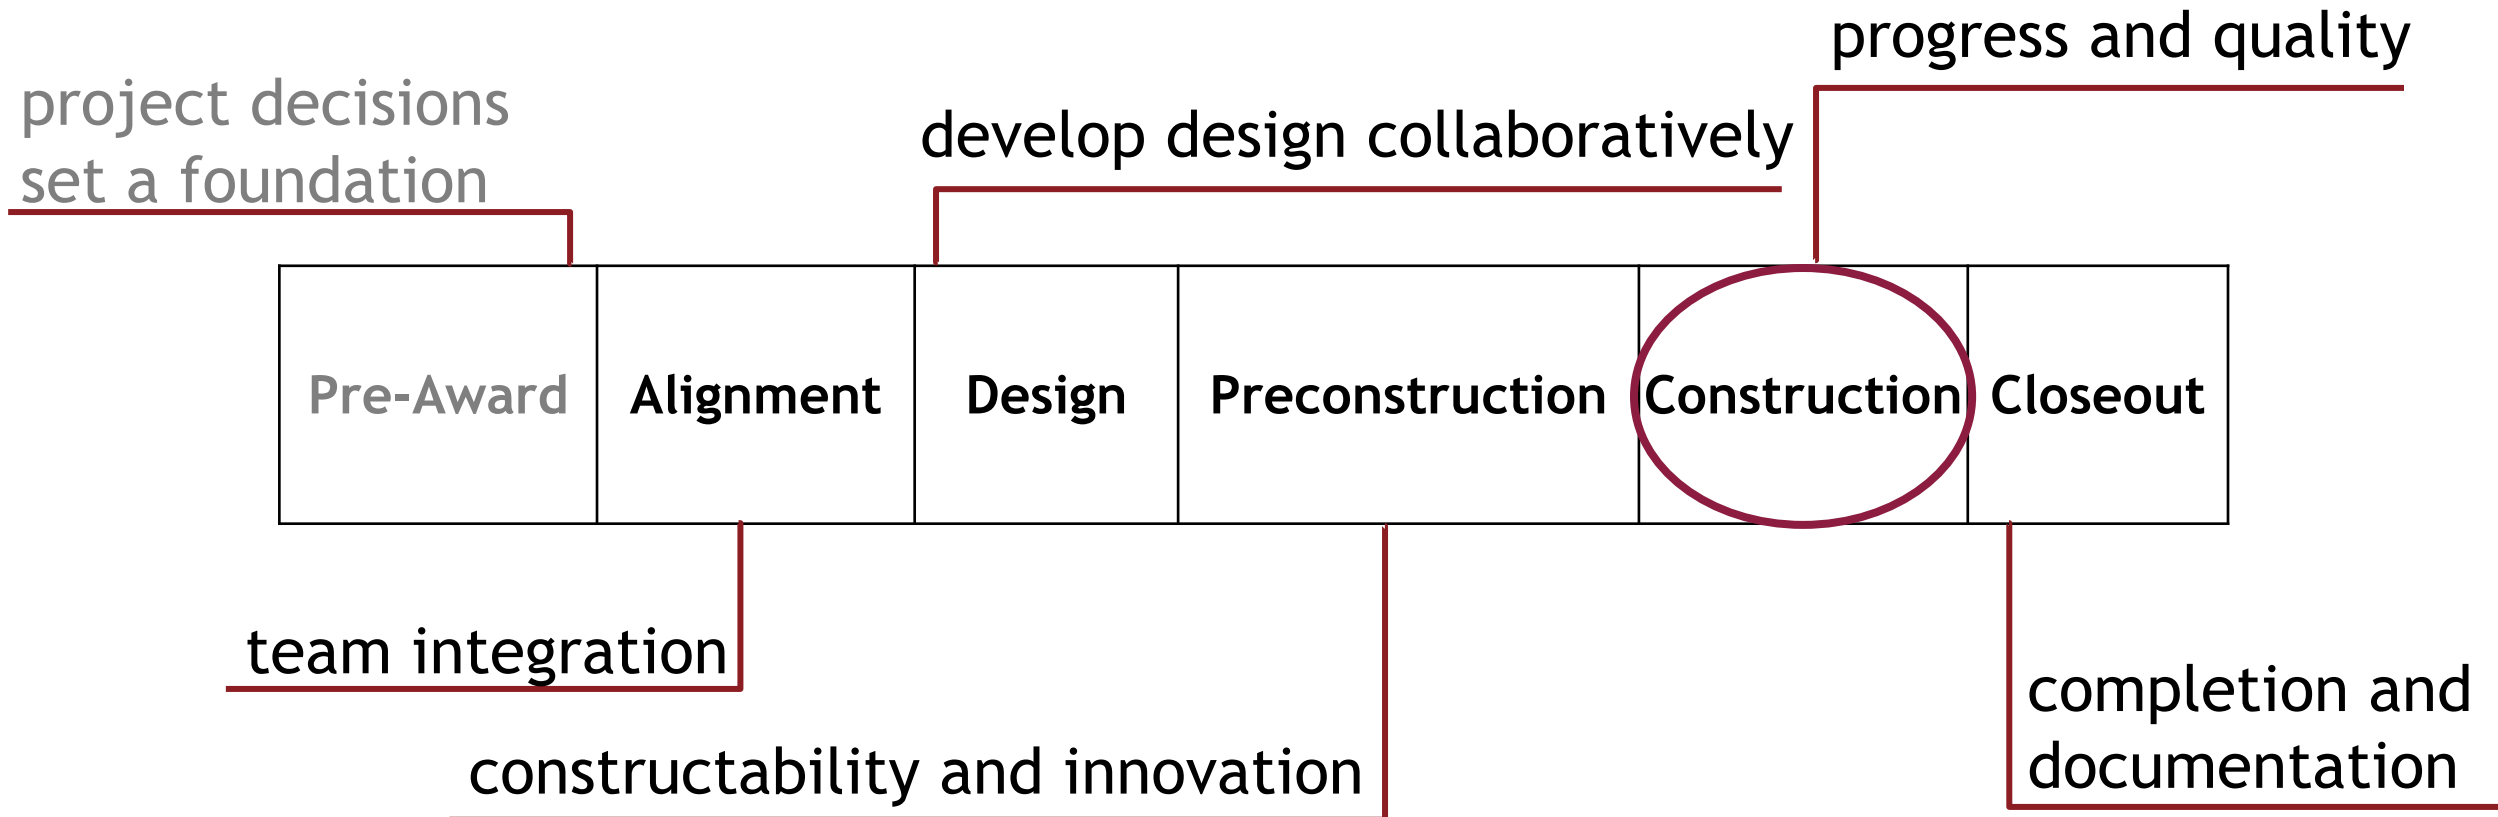 progress and quality
project decisions
set a foundation
develop design collaboratively
Pre-Award
Alignment
Design
Preconstruction
Construction
Closeout
team integration
constructability and innovation
completion and
documentation